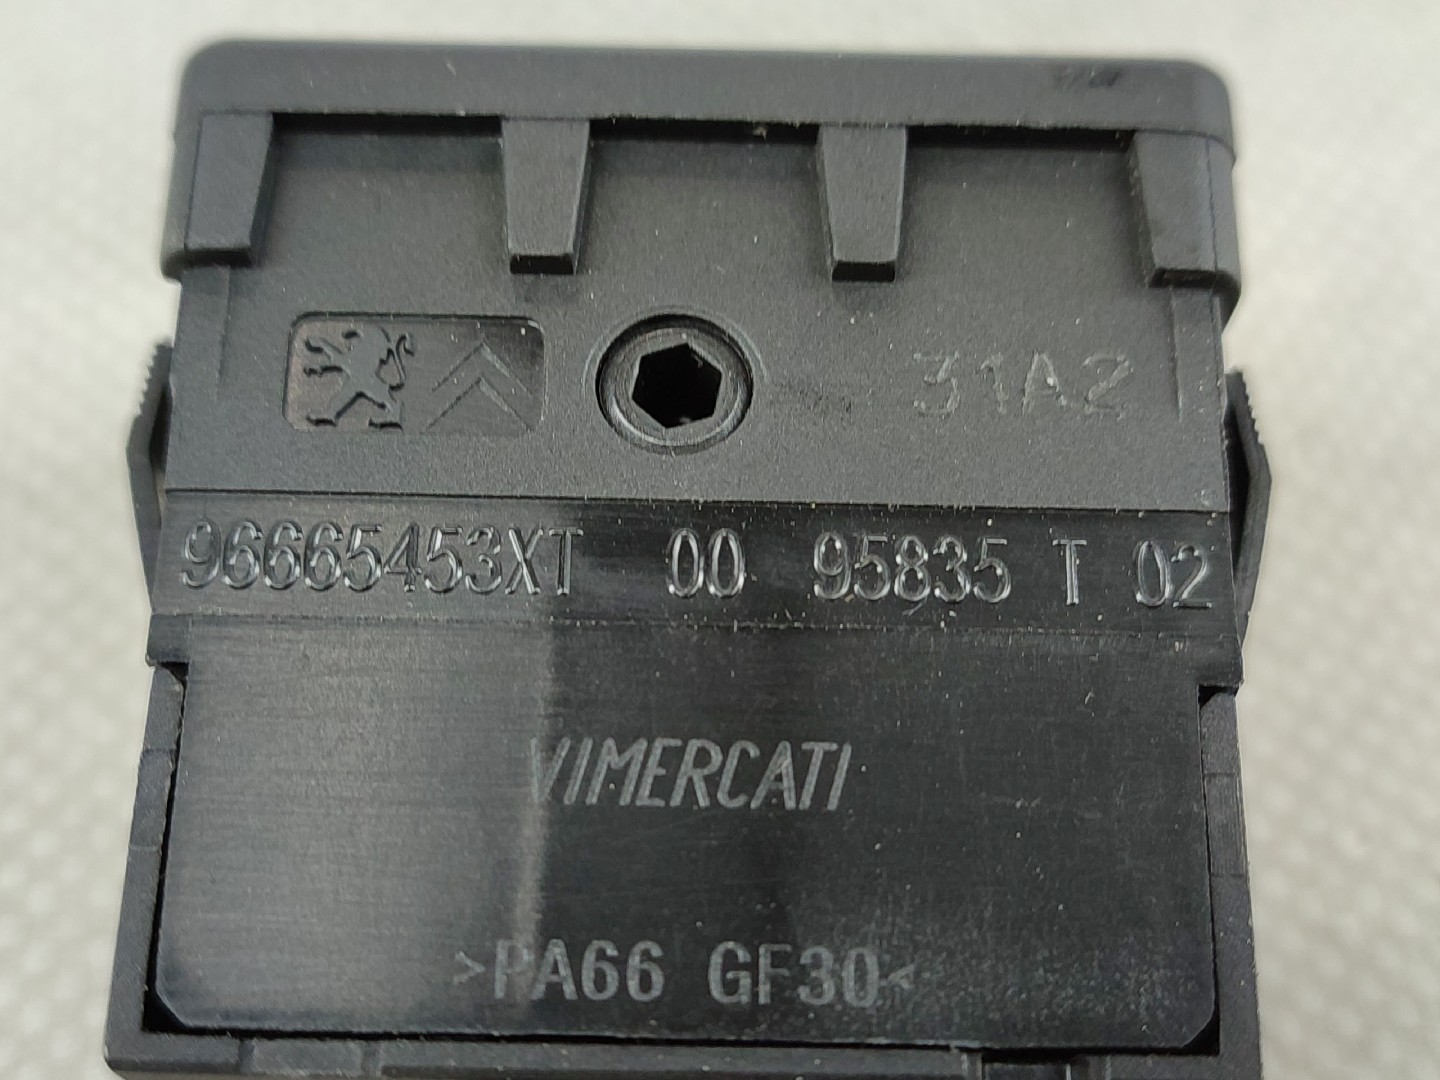 31A2
96665453XT 00 95835 T 02
VIMERCATI
>PA66 GF30<